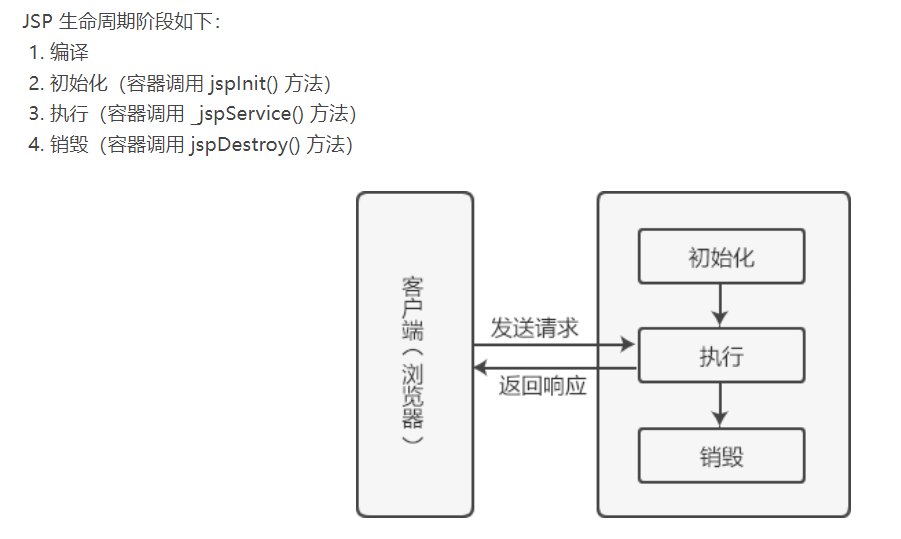 JSP 生命周期阶段如下：
1. 编译
2. 初始化（容器调用 jspInit() 方法）
3. 执行（容器调用 _jspService() 方法）
4. 销毁（容器调用 jspDestroy() 方法）
客户端（浏览器）
发送请求
返回响应
初始化
执行
销毁